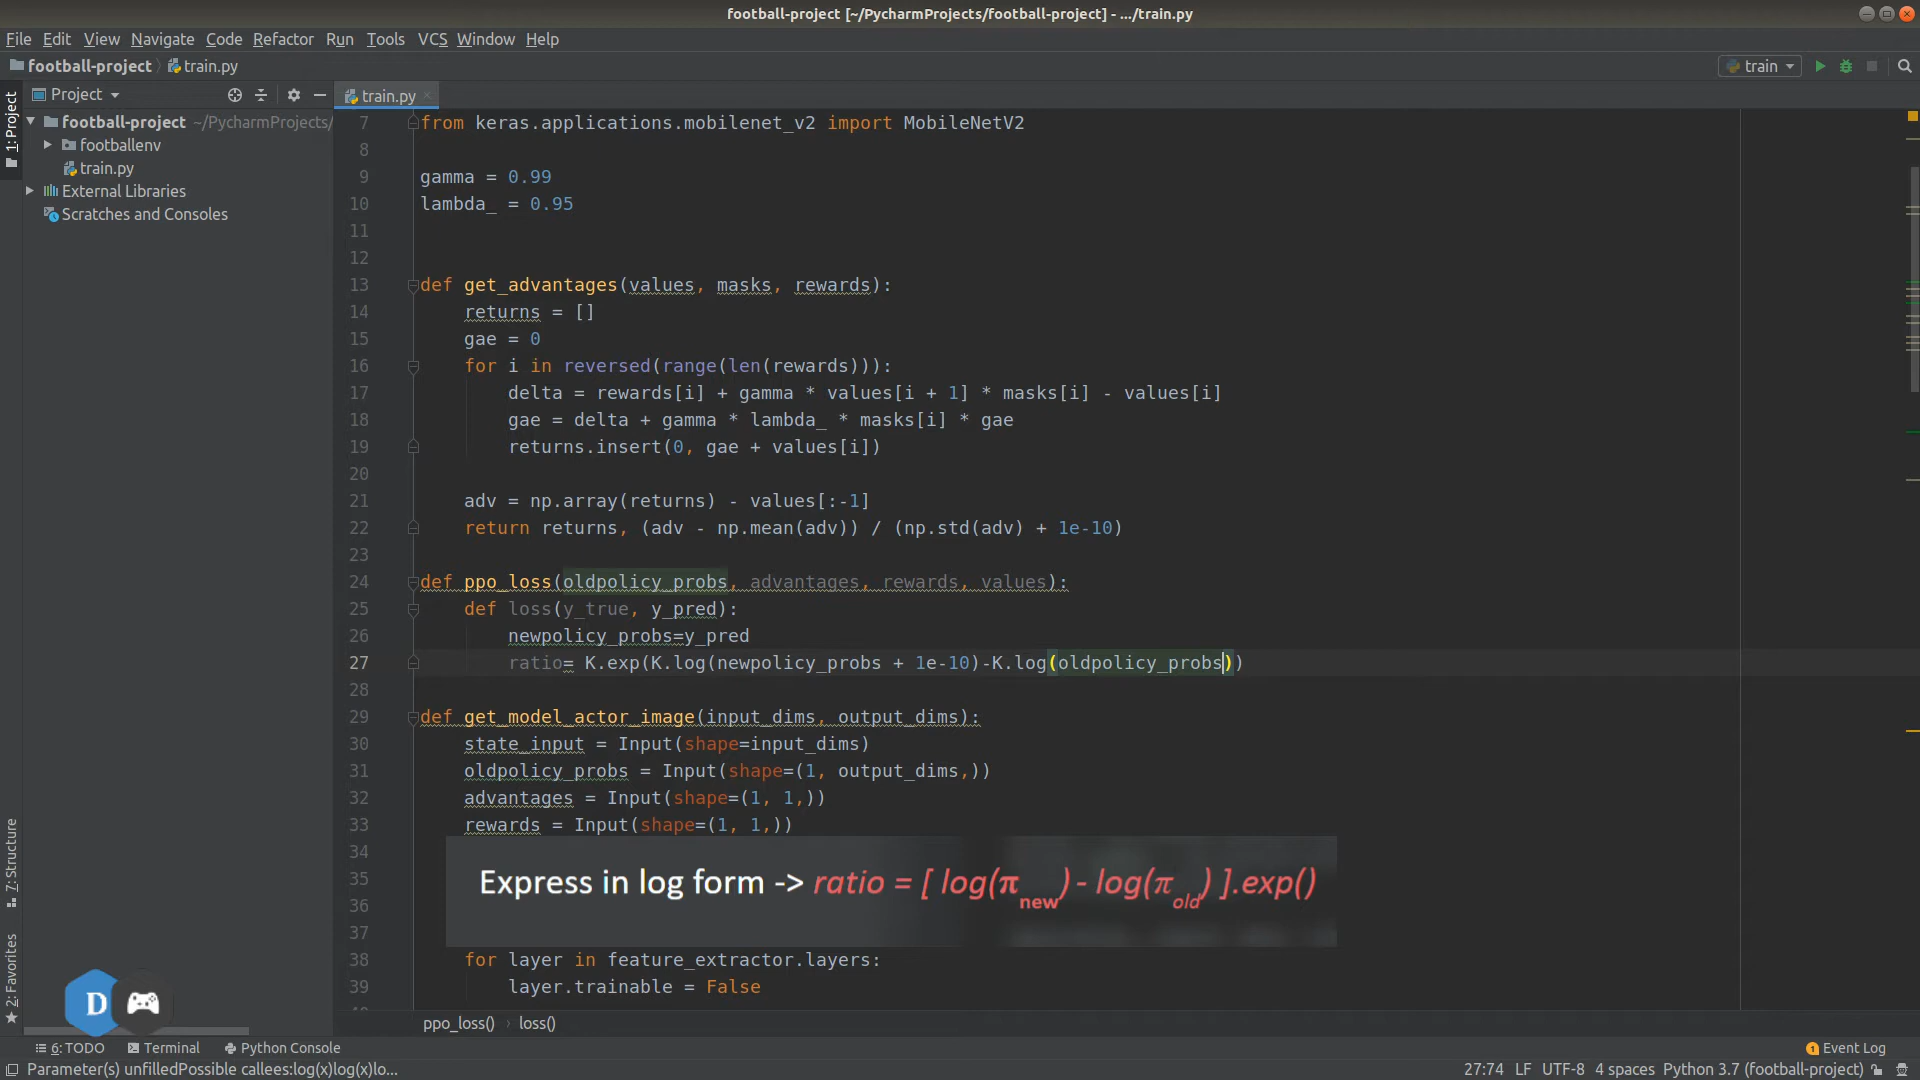 football-project [~/PycharmProjects/football-project] - .../train.py
File Edit View Navigate Code Refactor Run Tools VCS Window Help
football-project train.py train
1: Project
Project
football-project ~/PycharmProjects/
footballenv
train.py
External Libraries
Scratches and Consoles
train.py
7 from keras.applications.mobilenet_v2 import MobileNetV2
8
9 gamma = 0.99
10 lambda_ = 0.95
11
12
13 def get_advantages(values, masks, rewards):
14 returns = []
15 gae = 0
16 for i in reversed(range(len(rewards))):
17 delta = rewards[i] + gamma * values[i + 1] * masks[i] - values[i]
18 gae = delta + gamma * lambda_ * masks[i] * gae
19 returns.insert(0, gae + values[i])
20
21 adv = np.array(returns) - values[:-1]
22 return returns, (adv - np.mean(adv)) / (np.std(adv) + 1e-10)
23
24 def ppo_loss(oldpolicy_probs, advantages, rewards, values):
25 def loss(y_true, y_pred):
26 newpolicy_probs=y_pred
27 ratio= K.exp(K.log(newpolicy_probs + 1e-10)-K.log(oldpolicy_probs))
28
29 def get_model_actor_image(input_dims, output_dims):
30 state_input = Input(shape=input_dims)
31 oldpolicy_probs = Input(shape=(1, output_dims,))
32 advantages = Input(shape=(1, 1,))
33 rewards = Input(shape=(1, 1,))
34
35 Express in log form -> ratio = [ log(πnew) - log(πold) ].exp()
36
37
38 for layer in feature_extractor.layers:
39 layer.trainable = False
7: Structure
2: Favorites
D
ppo_loss() › loss()
6: TODO Terminal Python Console 1 Event Log
Parameter(s) unfilledPossible callees:log(x)log(x)lo... 27:74 LF UTF-8 4 spaces Python 3.7 (football-project)